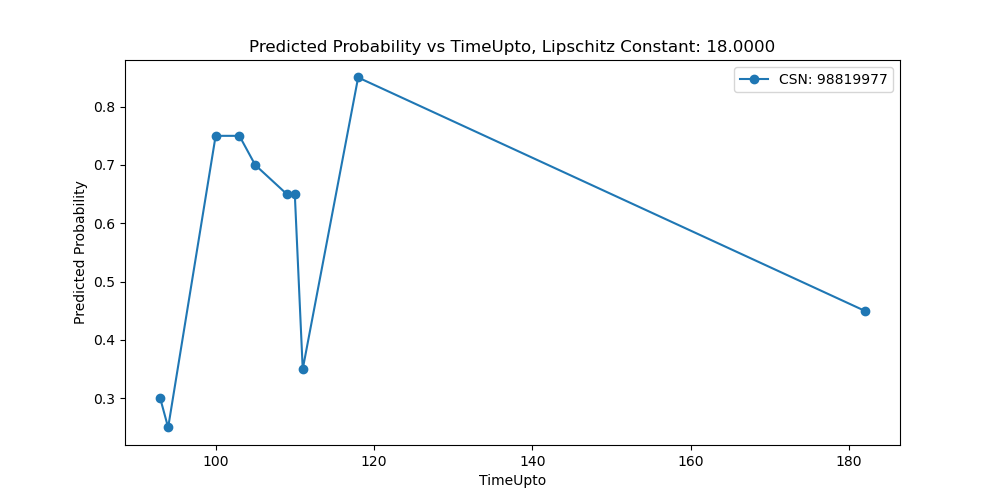 Predicted Probability vs TimeUpto, Lipschitz Constant: 18.0000
CSN: 98819977
Predicted Probability
0.8
0.7
0.6
0.5
0.4
0.3
100 120 140 160 180
TimeUpto